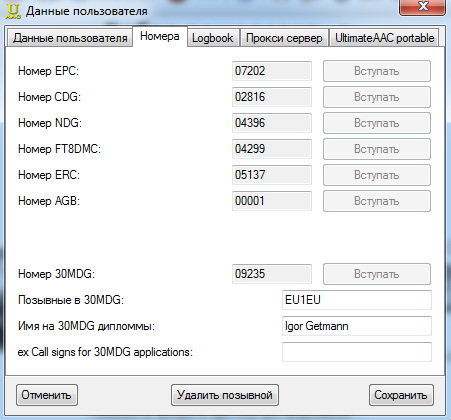 U
AAC
Данные пользователя
Данные пользователя Номера Logbook Прокси сервер UltimateAAC portable
Номер EPC: 07202 Вступать
Номер CDG: 02816 Вступать
Номер NDG: 04396 Вступать
Номер FT8DMC: 04299 Вступать
Номер ERC: 05137 Вступать
Номер AGB: 00001 Вступать
Номер 30MDG: 09235 Вступать
Позывные в 30MDG: EU1EU
Имя на 30MDG дипломмы: Igor Getmann
ex Call signs for 30MDG applications:
Отменить Удалить позывной Сохранить